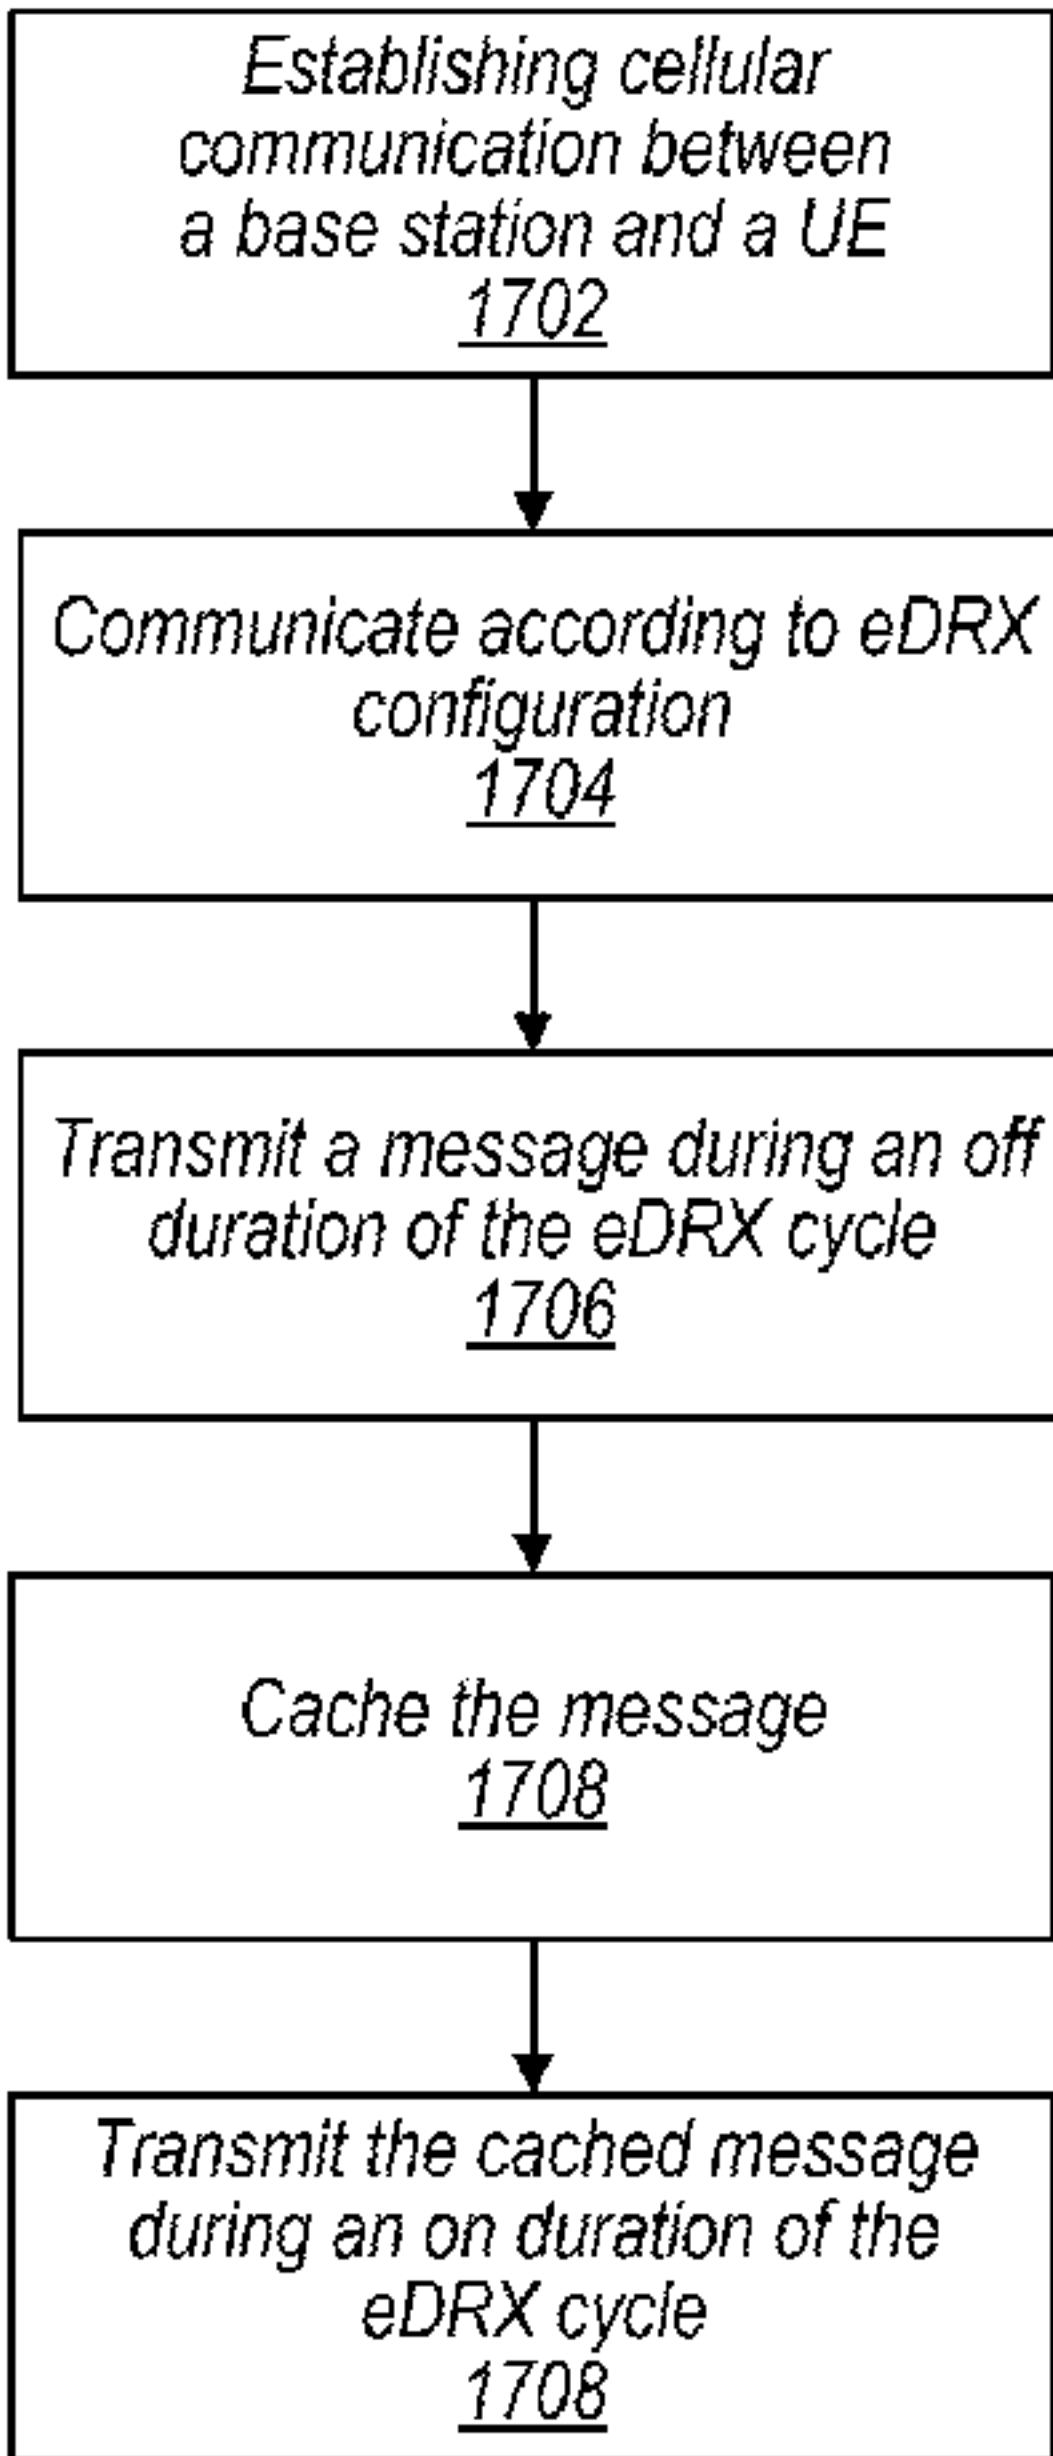 Establishing cellular
communication between
a base station and a UE
1702
Communicate according to eDRX
configuration
1704
Transmit a message during an off
duration of the eDRX cycle
1706
Cache the message
1708
Transmit the cached message
during an on duration of the
eDRX cycle
1708